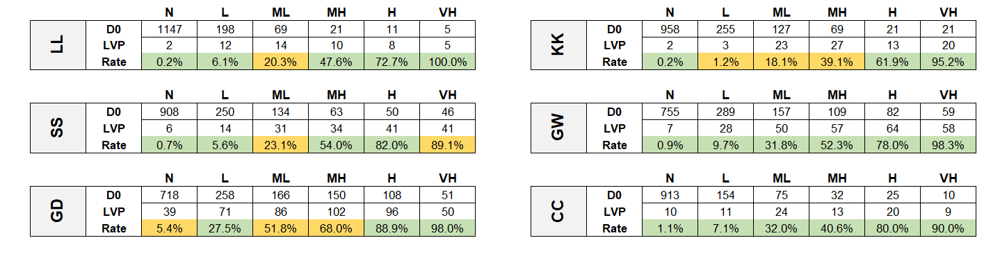 N L ML MH H VH
LL
D0 1147 198 69 21 11 5
LVP 2 12 14 10 8 5
Rate 0.2% 6.1% 20.3% 47.6% 72.7% 100.0%
N L ML MH H VH
KK
D0 958 255 127 69 21 21
LVP 2 3 23 27 13 20
Rate 0.2% 1.2% 18.1% 39.1% 61.9% 95.2%
N L ML MH H VH
SS
D0 908 250 134 63 50 46
LVP 6 14 31 34 41 41
Rate 0.7% 5.6% 23.1% 54.0% 82.0% 89.1%
N L ML MH H VH
GW
D0 755 289 157 109 82 59
LVP 7 28 50 57 64 58
Rate 0.9% 9.7% 31.8% 52.3% 78.0% 98.3%
N L ML MH H VH
GD
D0 718 258 166 150 108 51
LVP 39 71 86 102 96 50
Rate 5.4% 27.5% 51.8% 68.0% 88.9% 98.0%
N L ML MH H VH
CC
D0 913 154 75 32 25 10
LVP 10 11 24 13 20 9
Rate 1.1% 7.1% 32.0% 40.6% 80.0% 90.0%